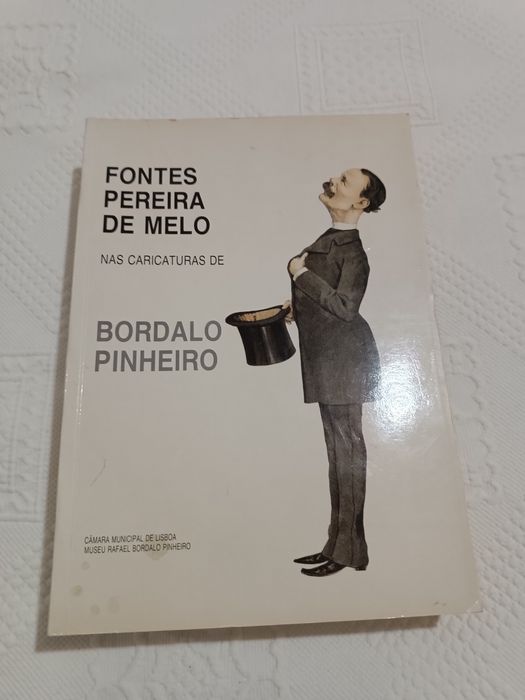 FONTES
PEREIRA
DE MELO
NAS CARICATURAS DE
BORDALO
PINHEIRO
CÂMARA MUNICIPAL DE LISBOA
MUSEU RAFAEL BORDALO PINHEIRO